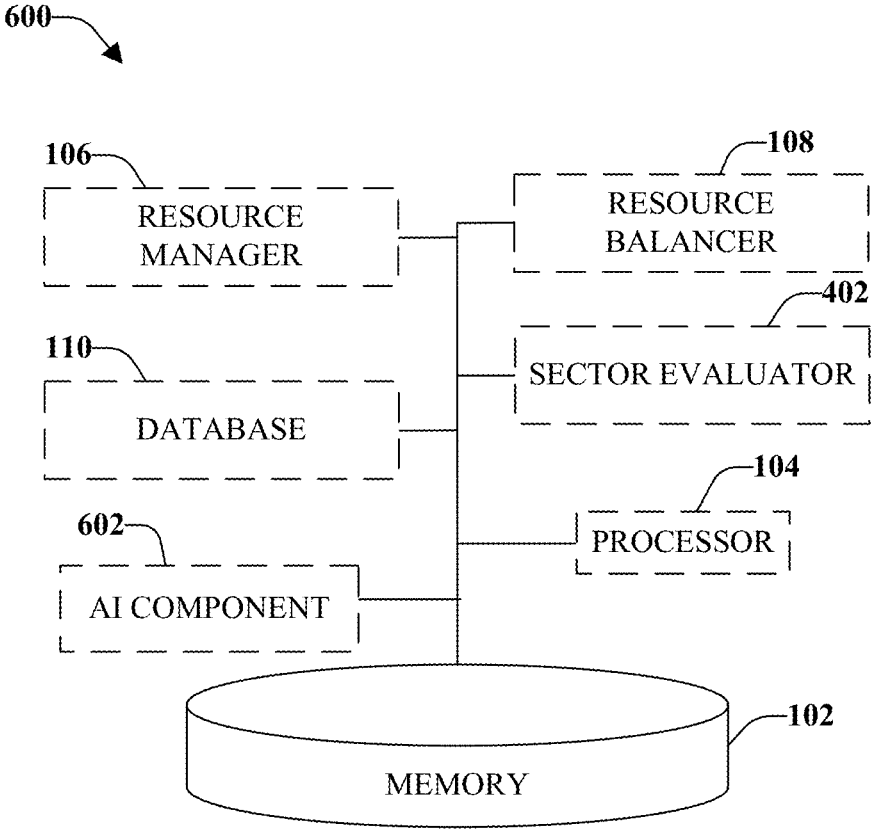 600
106
RESOURCE
MANAGER
108
RESOURCE
BALANCER
110
DATABASE
402
SECTOR EVALUATOR
602
AI COMPONENT
104
PROCESSOR
102
MEMORY